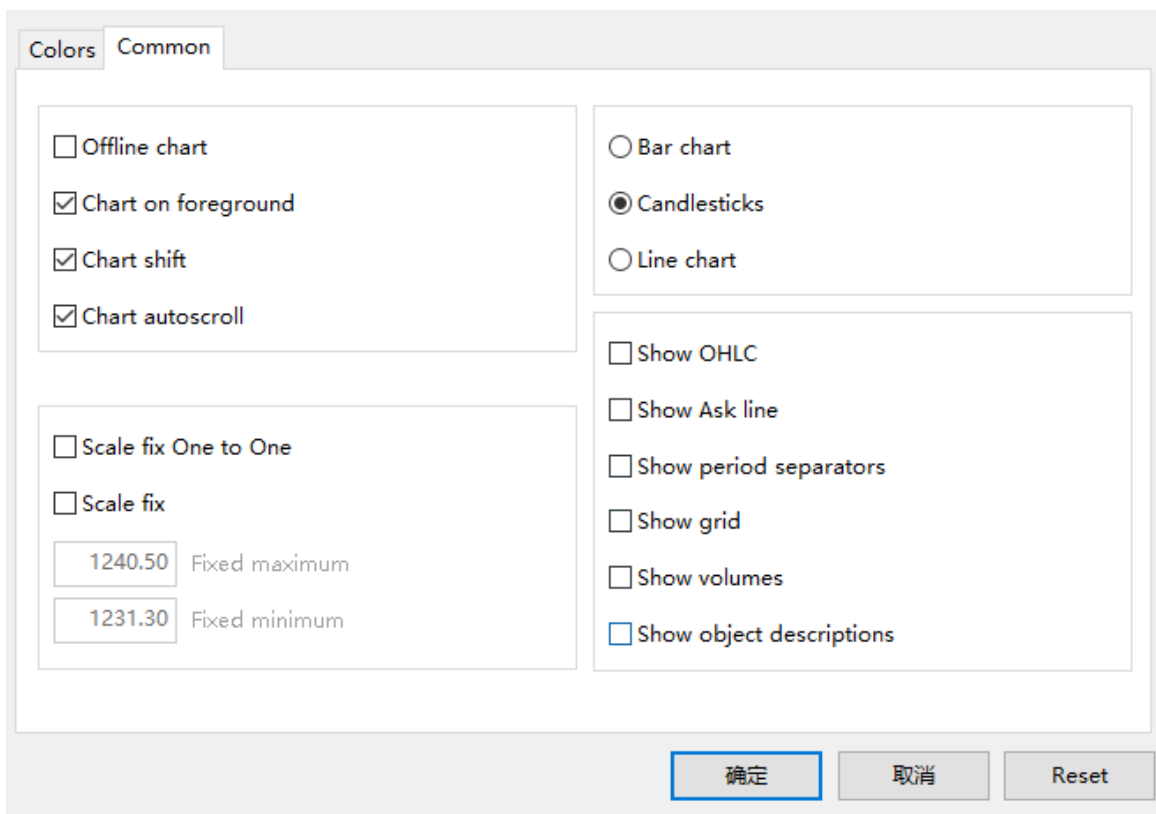 Colors
Common
Offline chart
Chart on foreground
Chart shift
Chart autoscroll
Scale fix One to One
Scale fix
1240.50 Fixed maximum
1231.30 Fixed minimum
Bar chart
Candlesticks
Line chart
Show OHLC
Show Ask line
Show period separators
Show grid
Show volumes
Show object descriptions
确定
取消
Reset